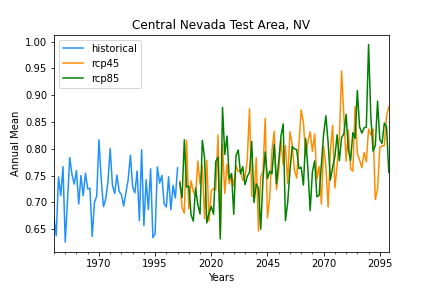 Central Nevada Test Area, NV
historical
rcp45
rcp85
Annual Mean
1.00
0.95
0.90
0.85
0.80
0.75
0.70
0.65
1970 1995 2020 2045 2070 2095
Years